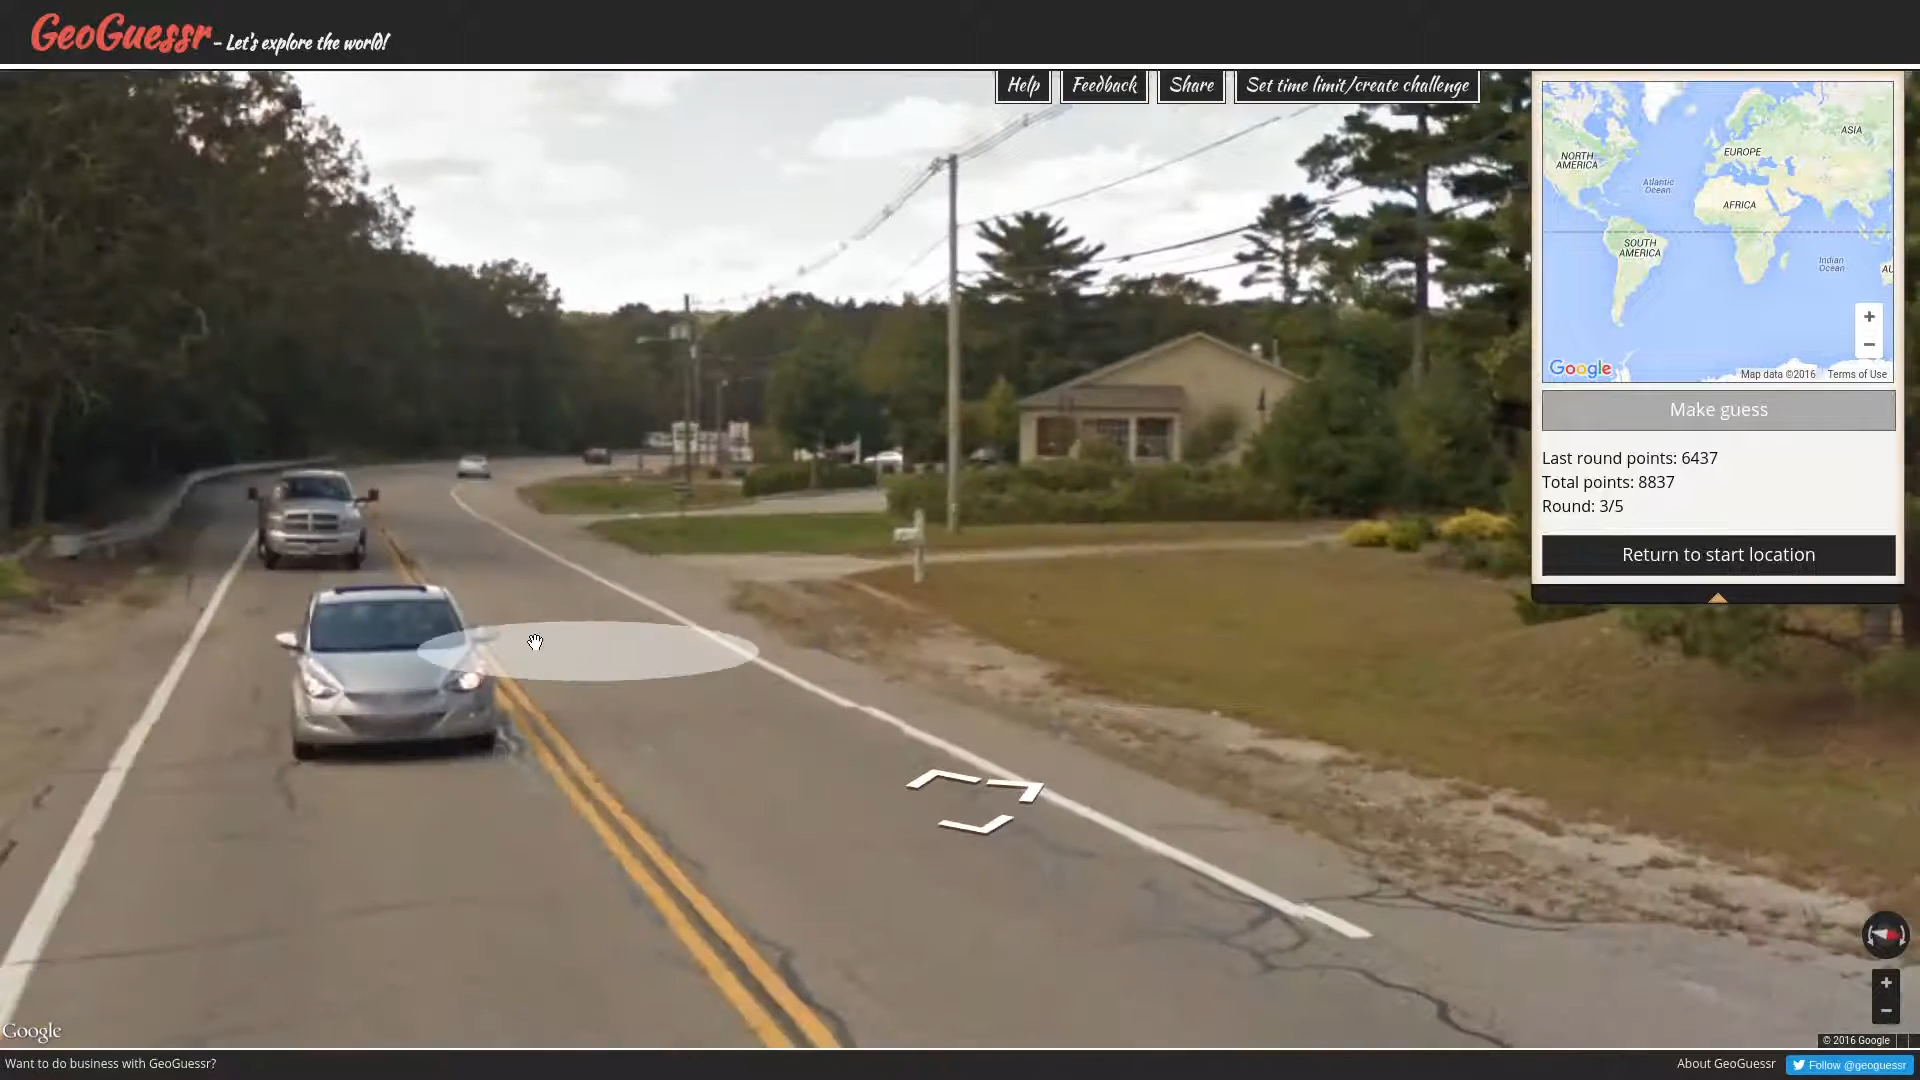 GeoGuessr - Let's explore the world!
Help Feedback Share Set time limit/create challenge
ASIA
EUROPE
NORTH
AMERICA
Atlantic
Ocean
AFRICA
SOUTH
AMERICA
Indian
Ocean
AU
+
−
Google Map data ©2016 Terms of Use
Make guess
Last round points: 6437
Total points: 8837
Round: 3/5
Return to start location
+
−
Google
© 2016 Google
Want to do business with GeoGuessr? About GeoGuessr Follow @geoguessr